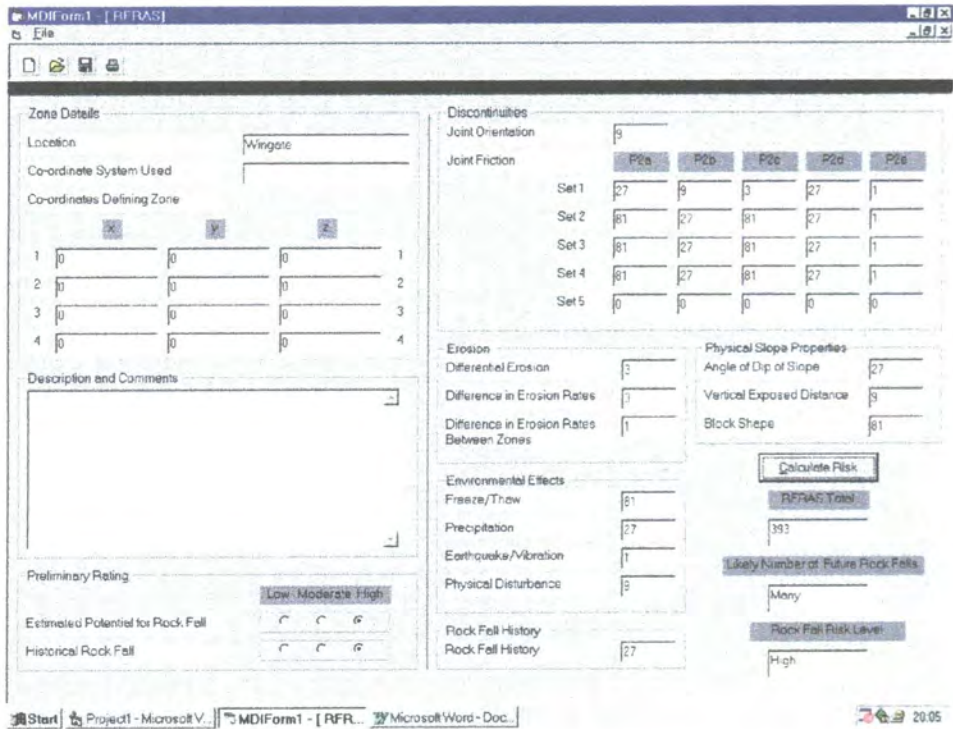 MDIForm1 - [ RFRAS]
File
Zone Details
Location Wingate
Co-ordinate System Used
Co-ordinates Defining Zone
x y z
1 0 0 0 1
2 0 0 0 2
3 0 0 0 3
4 0 0 0 4
Description and Comments
Preliminary Rating
Low Moderate High
Estimated Potential for Rock Fall
Historical Rock Fall
Discontinuities
Joint Orientation 9
Joint Friction P2a P2b P2c P2d P2e
Set 1 27 9 3 27 1
Set 2 81 27 81 27 1
Set 3 81 27 81 27 1
Set 4 81 27 81 27 1
Set 5 0 0 0 0 0
Erosion
Differential Erosion 3
Difference in Erosion Rates 3
Difference in Erosion Rates 1
Between Zones
Environmental Effects
Freeze/Thaw 81
Precipitation 27
Earthquake/Vibration 1
Physical Disturbance 9
Rock Fall History
Rock Fall History 27
Physical Slope Properties
Angle of Dip of Slope 27
Vertical Exposed Distance 9
Block Shape 81
Calculate Risk
RFRAS Total
393
Likely Number of Future Rock Falls
Many
Rock Fall Risk Level
High
Start Project1 - Microsoft V... MDIForm1 - [ RFR... Microsoft Word - Doc... 20:05